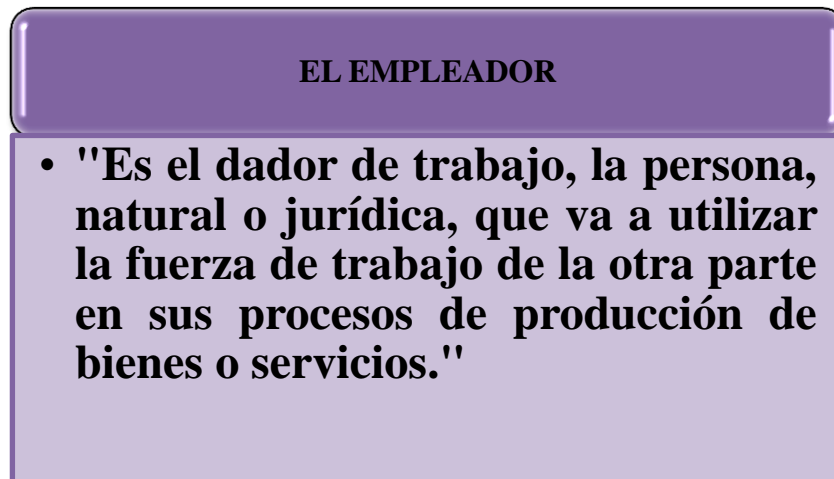 EL EMPLEADOR
• "Es el dador de trabajo, la persona,
natural o jurídica, que va a utilizar
la fuerza de trabajo de la otra parte
en sus procesos de producción de
bienes o servicios."